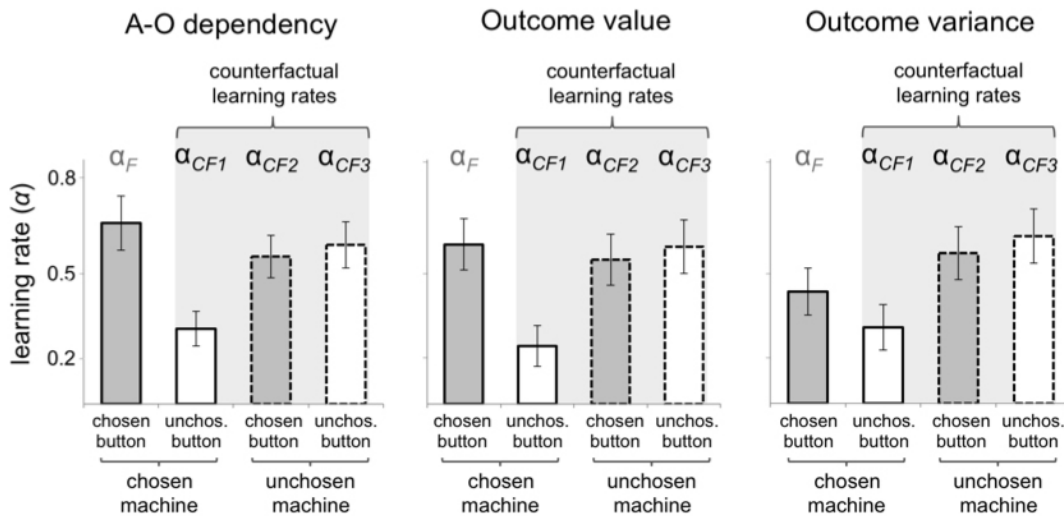 A-O dependency
counterfactual
learning rates
αF
αCF1
αCF2
αCF3
learning rate (α)
0.8
0.5
0.2
chosen
button
unchos.
button
chosen
button
unchos.
button
chosen
machine
unchosen
machine
Outcome value
counterfactual
learning rates
αF
αCF1
αCF2
αCF3
chosen
button
unchos.
button
chosen
button
unchos.
button
chosen
machine
unchosen
machine
Outcome variance
counterfactual
learning rates
αF
αCF1
αCF2
αCF3
chosen
button
unchos.
button
chosen
button
unchos.
button
chosen
machine
unchosen
machine